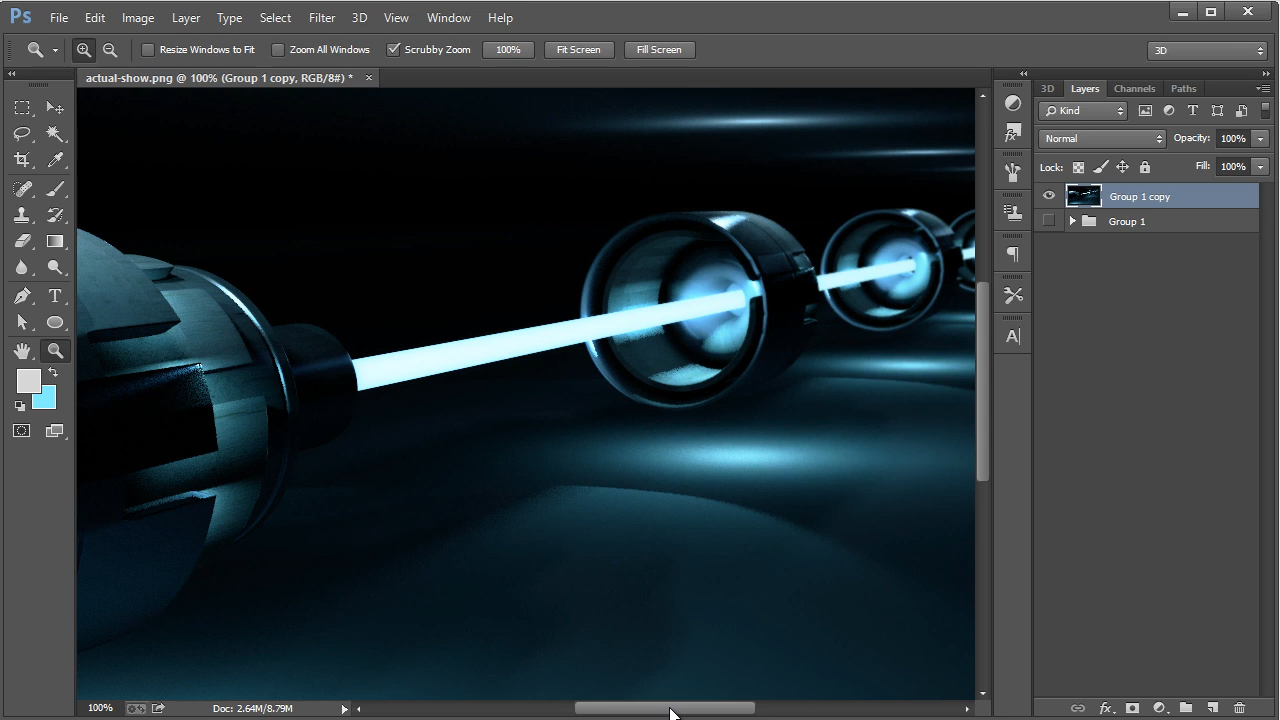 Ps File Edit Image Layer Type Select Filter 3D View Window Help
Resize Windows to Fit Zoom All Windows Scrubby Zoom 100% Fit Screen Fill Screen 3D
actual-show.png @ 100% (Group 1 copy, RGB/8#) * ×
3D Layers Channels Paths
Kind T
Normal Opacity: 100%
Lock: Fill: 100%
Group 1 copy
Group 1
T
A
fx
100% Doc: 2.64M/8.79M
fx